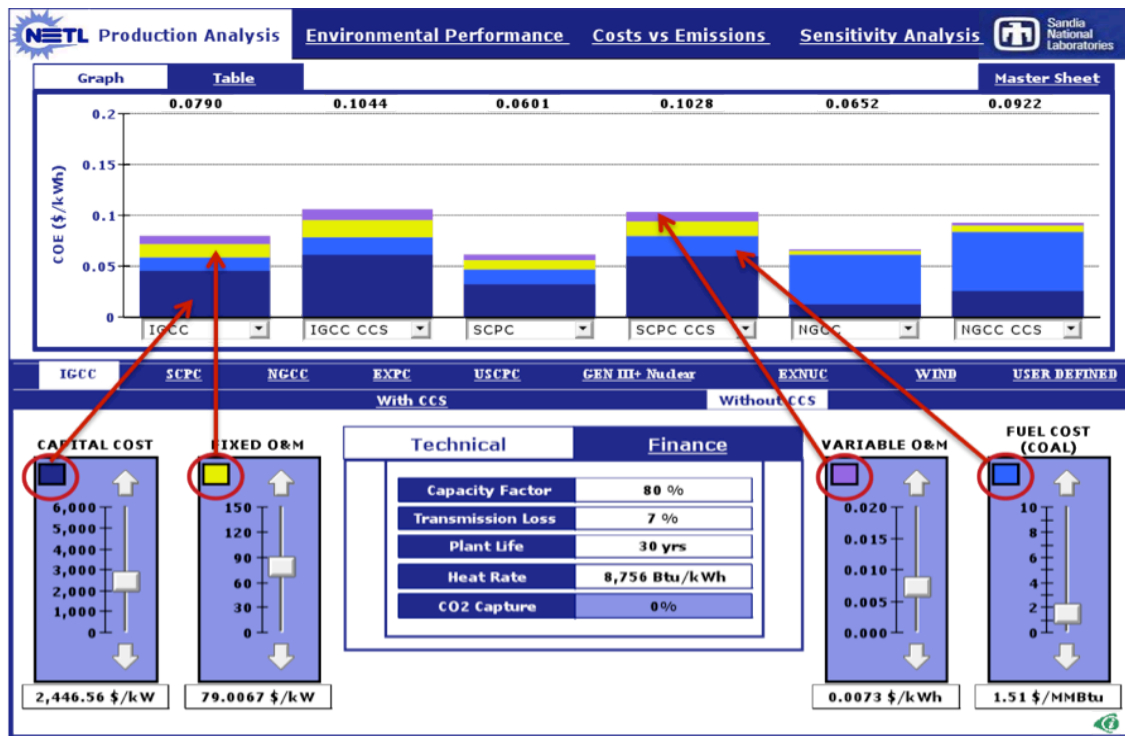 NETL Production Analysis Environmental Performance Costs vs Emissions Sensitivity Analysis Sandia National Laboratories
Graph Table Master Sheet
0.0790 0.1044 0.0601 0.1028 0.0652 0.0922
COE ($/kWh)
0.2
0.15
0.1
0.05
0
IGCC IGCC CCS SCPC SCPC CCS NGCC NGCC CCS
IGCC SCPC NGCC EXPC USCPC GEN III+ Nuclear EXNUC WIND USER DEFINED
With CCS Without CCS
CAPITAL COST
6,000
5,000
4,000
3,000
2,000
1,000
0
2,446.56 $/kW
FIXED O&M
150
120
90
60
30
0
79.0067 $/kW
Technical Finance
Capacity Factor 80 %
Transmission Loss 7 %
Plant Life 30 yrs
Heat Rate 8,756 Btu/kWh
CO2 Capture 0%
VARIABLE O&M
0.020
0.015
0.010
0.005
0.000
0.0073 $/kWh
FUEL COST
(COAL)
10
8
6
4
2
0
1.51 $/MMBtu